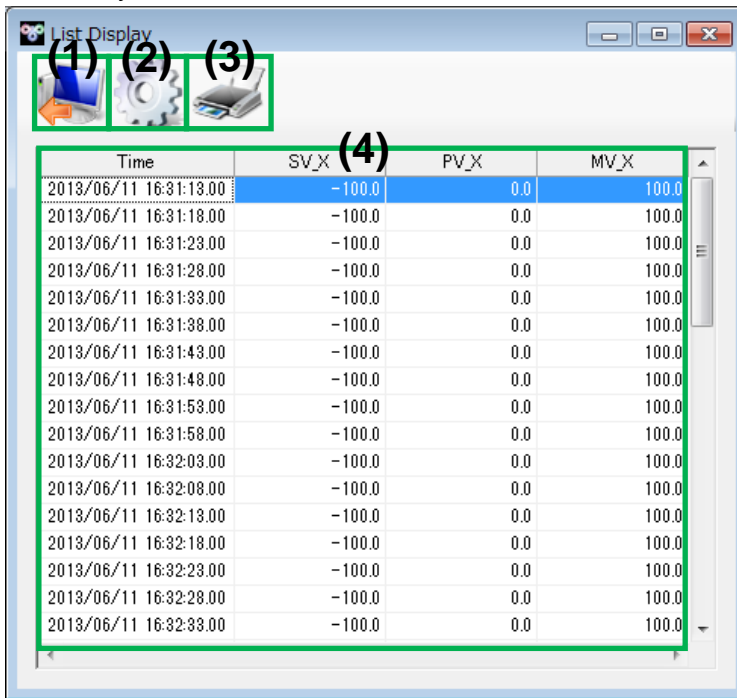 List Display
(1) (2) (3)
(4)
Time SV_X PV_X MV_X
2013/06/11 16:31:13.00 -100.0 0.0 100.0
2013/06/11 16:31:18.00 -100.0 0.0 100.0
2013/06/11 16:31:23.00 -100.0 0.0 100.0
2013/06/11 16:31:28.00 -100.0 0.0 100.0
2013/06/11 16:31:33.00 -100.0 0.0 100.0
2013/06/11 16:31:38.00 -100.0 0.0 100.0
2013/06/11 16:31:43.00 -100.0 0.0 100.0
2013/06/11 16:31:48.00 -100.0 0.0 100.0
2013/06/11 16:31:53.00 -100.0 0.0 100.0
2013/06/11 16:31:58.00 -100.0 0.0 100.0
2013/06/11 16:32:03.00 -100.0 0.0 100.0
2013/06/11 16:32:08.00 -100.0 0.0 100.0
2013/06/11 16:32:13.00 -100.0 0.0 100.0
2013/06/11 16:32:18.00 -100.0 0.0 100.0
2013/06/11 16:32:23.00 -100.0 0.0 100.0
2013/06/11 16:32:28.00 -100.0 0.0 100.0
2013/06/11 16:32:33.00 -100.0 0.0 100.0